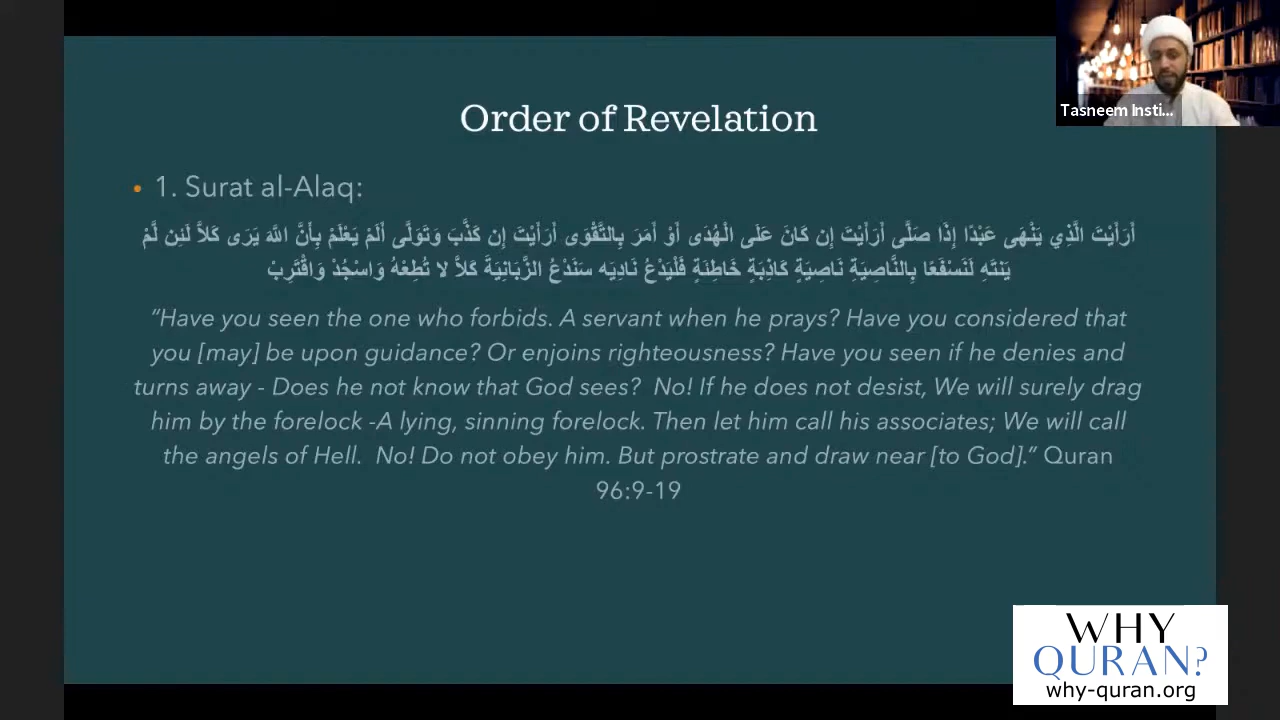 Order of Revelation
Tasneem Insti...
• 1. Surat al-Alaq:
أَرَأَيْتَ الَّذِي يَنْهَى عَبْدًا إِذَا صَلَّى أَرَأَيْتَ إِن كَانَ عَلَى الْهُدَى أَوْ أَمَرَ بِالتَّقْوَى أَرَأَيْتَ إِن كَذَّبَ وَتَوَلَّى أَلَمْ يَعْلَمْ بِأَنَّ اللَّهَ يَرَى كَلاَّ لَئِن لَّمْ
يَنتَهِ لَنَسْفَعًا بِالنَّاصِيَةِ نَاصِيَةٍ كَاذِبَةٍ خَاطِئَةٍ فَلْيَدْعُ نَادِيَه سَنَدْعُ الزَّبَانِيَةَ كَلاَّ لا تُطِعْهُ وَاسْجُدْ وَاقْتَرِبْ
“Have you seen the one who forbids. A servant when he prays? Have you considered that
you [may] be upon guidance? Or enjoins righteousness? Have you seen if he denies and
turns away - Does he not know that God sees?  No! If he does not desist, We will surely drag
him by the forelock -A lying, sinning forelock. Then let him call his associates; We will call
the angels of Hell.  No! Do not obey him. But prostrate and draw near [to God].” Quran
96:9-19
WHY
QURAN?
why-quran.org